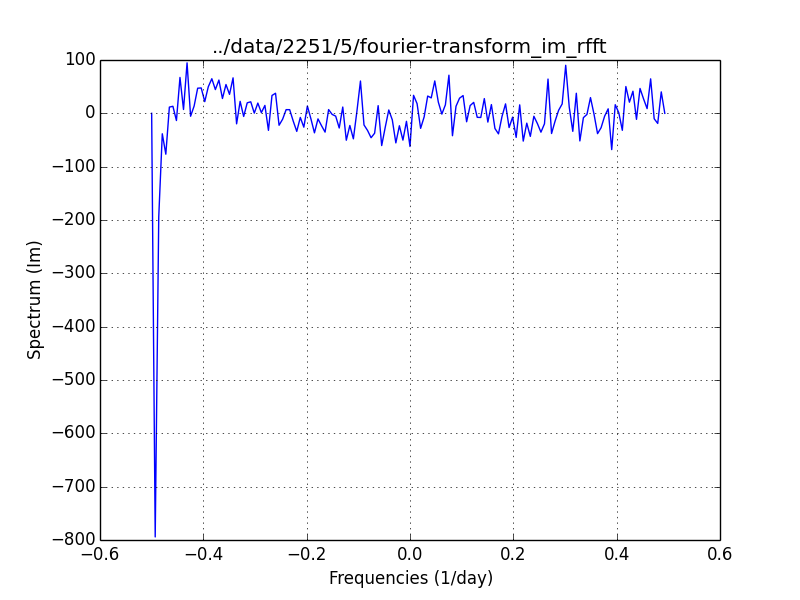 ../data/2251/5/fourier-transform_im_rfft
100
0
−100
−200
−300
−400
−500
−600
−700
−800
Spectrum (Im)
−0.6 −0.4 −0.2 0.0 0.2 0.4 0.6
Frequencies (1/day)